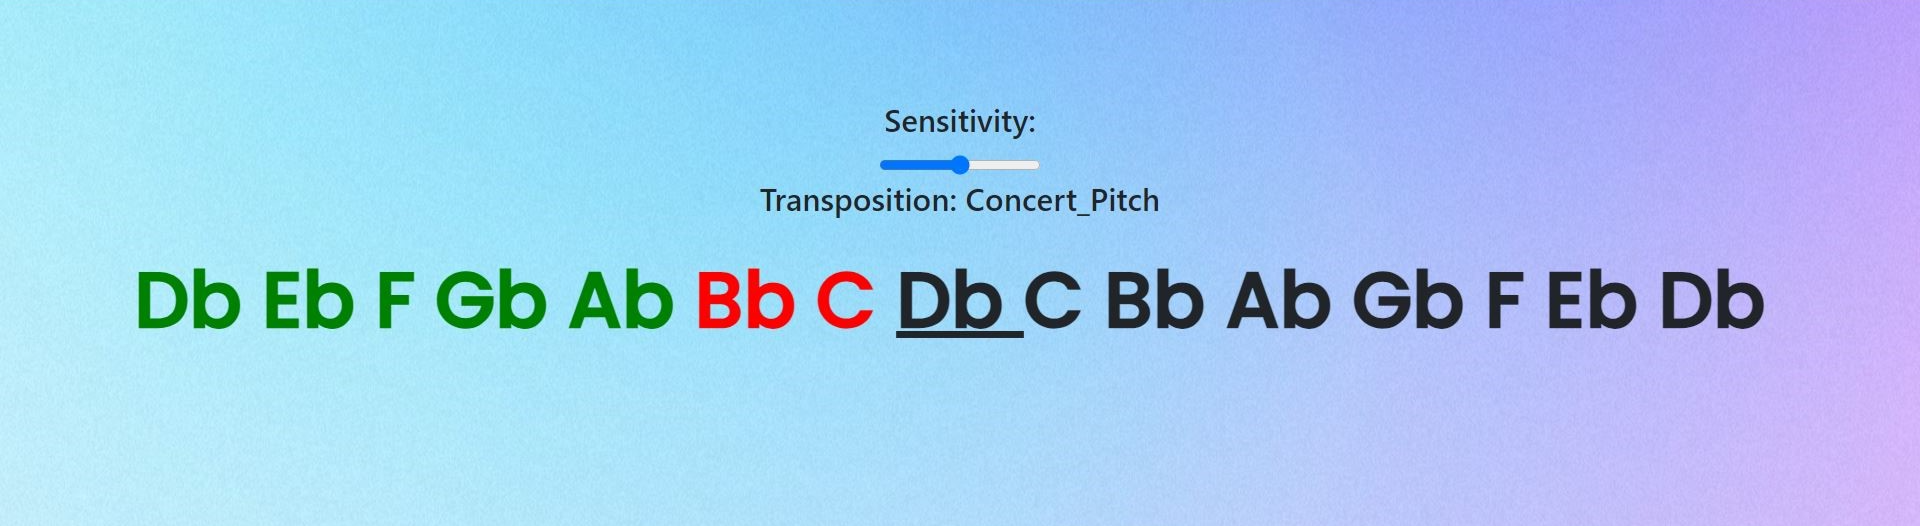 Sensitivity:
Transposition: Concert_Pitch
Db Eb F Gb Ab Bb C Db C Bb Ab Gb F Eb Db